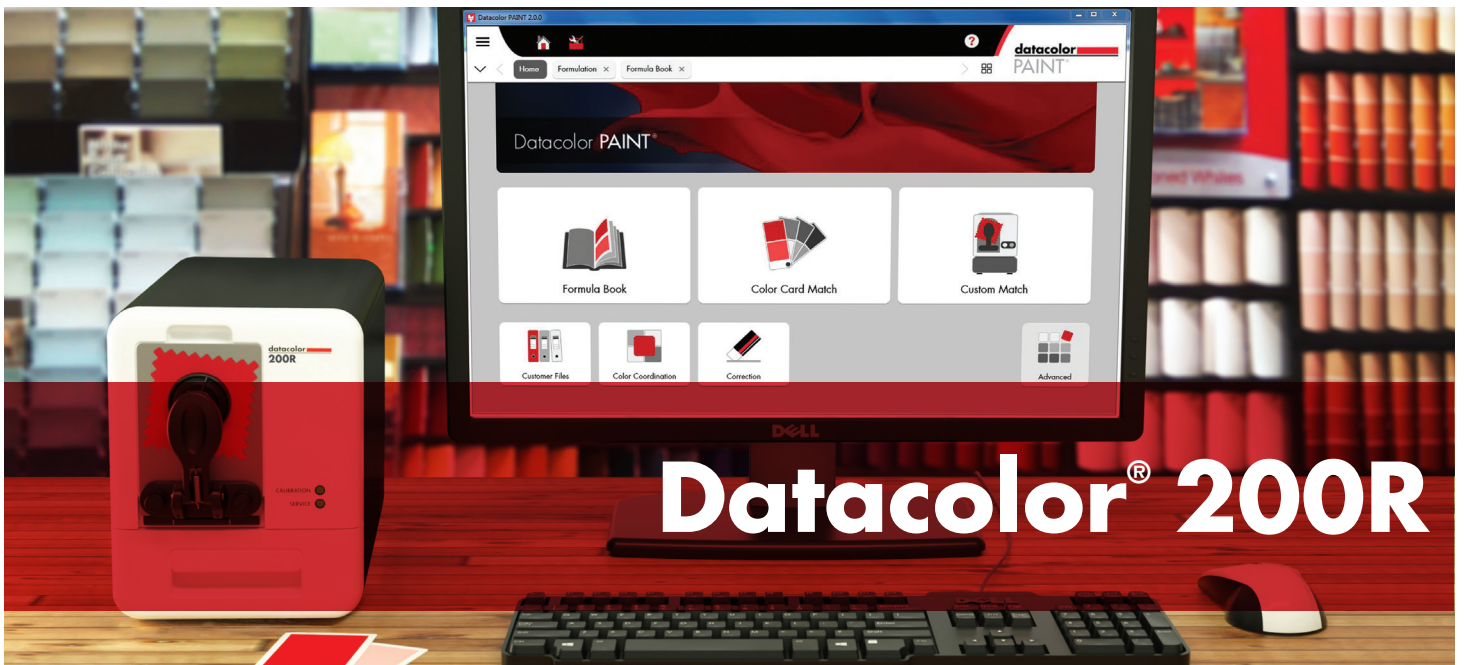 Datacolor PAINT 2.0.0
datacolor
PAINT
?
Home × Formulation × Formula Book ×
Datacolor PAINT
Formula Book
Color Card Match
Custom Match
Customer Files
Color Coordination
Correction
Advanced
DELL
datacolor
200R
CALIBRATION
SERVICE
Datacolor® 200R